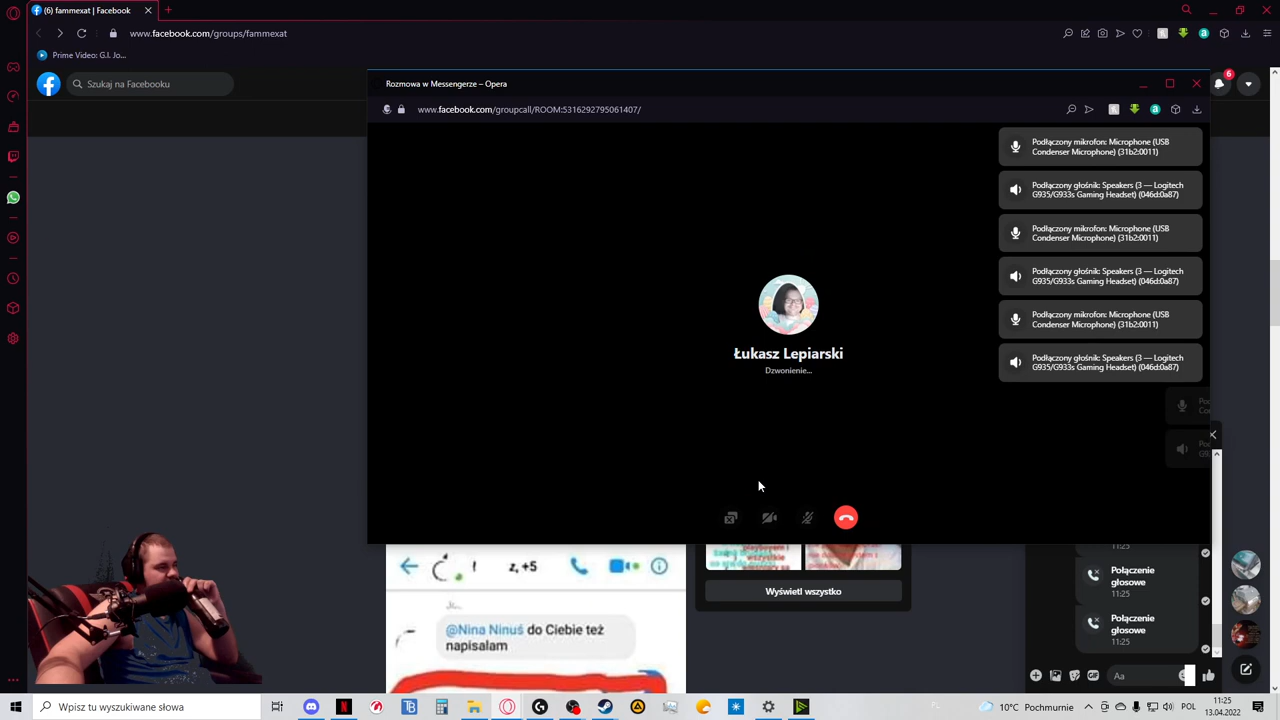 (6) fammexat | Facebook
www.facebook.com/groups/fammexat
Prime Video: G.I. Jo...
Szukaj na Facebooku
6
Rozmowa w Messengerze – Opera
www.facebook.com/groupcall/ROOM:5316292795061407/
Podłączony mikrofon: Microphone (USB
Condenser Microphone) (31b2:0011)
Podłączony głośnik: Speakers (3 — Logitech
G935/G933s Gaming Headset) (046d:0a87)
Podłączony mikrofon: Microphone (USB
Condenser Microphone) (31b2:0011)
Podłączony głośnik: Speakers (3 — Logitech
G935/G933s Gaming Headset) (046d:0a87)
Podłączony mikrofon: Microphone (USB
Condenser Microphone) (31b2:0011)
Podłączony głośnik: Speakers (3 — Logitech
G935/G933s Gaming Headset) (046d:0a87)
Łukasz Lepiarski
Dzwonienie...
z, +5
@Nina Ninuś do Ciebie też
napisalam
Wyświetl wszystko
11:25
Połączenie
głosowe
11:25
Połączenie
głosowe
11:25
Aa
Wpisz tu wyszukiwane słowa
10°C Pochmurnie
POL
11:25
13.04.2022